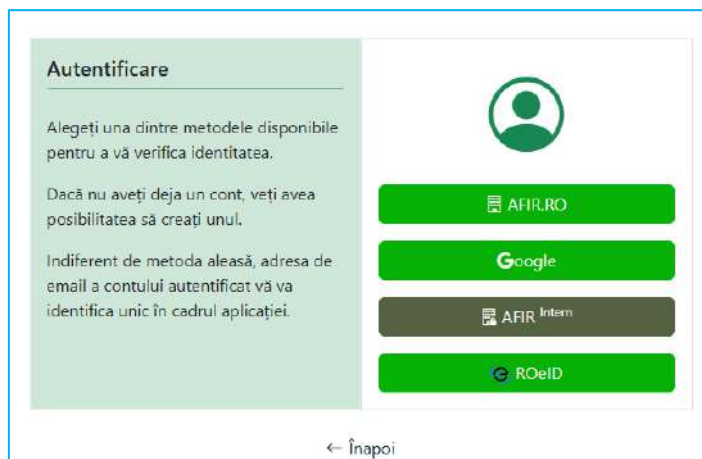 Autentificare
Alegeți una dintre metodele disponibile
pentru a vă verifica identitatea.
Dacă nu aveți deja un cont, veți avea
posibilitatea să creați unul.
Indiferent de metoda aleasă, adresa de
email a contului autentificat vă va
identifica unic în cadrul aplicației.
AFIR.RO
Google
AFIR Intern
ROeID
← Înapoi